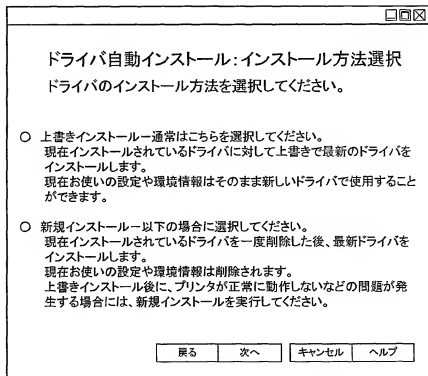 ドライバ自動インストール:インストール方法選択
ドライバのインストール方法を選択してください。
上書きインストールー通常はこちらを選択してください。
現在インストールされているドライバに対して上書きで最新のドライバを
インストールします。
現在お使いの設定や環境情報はそのまま新しいドライバで使用すること
ができます。
新規インストールー以下の場合に選択してください。
現在インストールされているドライバを一度削除した後、最新ドライバを
インストールします。
現在お使いの設定や環境情報は削除されます。
上書きインストール後に、プリンタが正常に動作しないなどの問題が発
生する場合には、新規インストールを実行してください。
戻る 次へ キャンセル ヘルプ